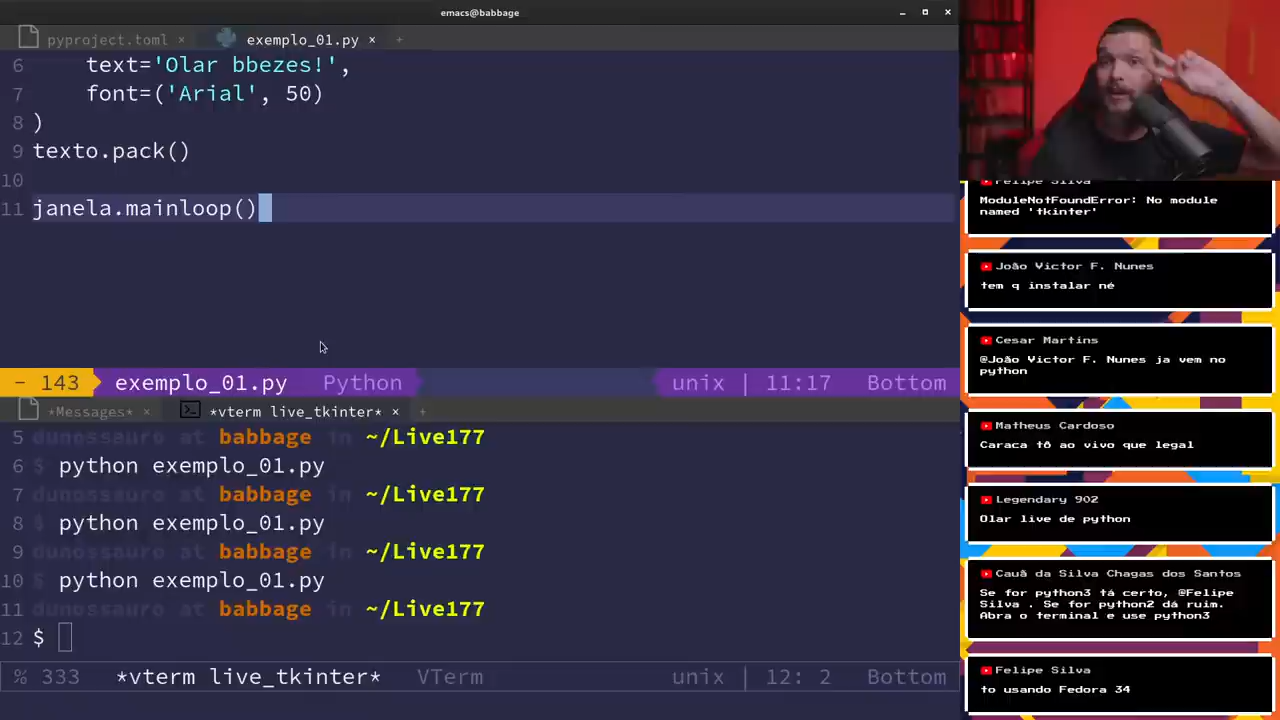 emacs@babbage
pyproject.toml × exemplo_01.py × +
6 text='Olar bbezes!',
7 font=('Arial', 50)
8 )
9 texto.pack()
10
11 janela.mainloop()
- 143 exemplo_01.py Python unix | 11:17 Bottom
*Messages* × *vterm live_tkinter* × +
5 dunossauro at babbage in ~/Live177
6 $ python exemplo_01.py
7 dunossauro at babbage in ~/Live177
8 $ python exemplo_01.py
9 dunossauro at babbage in ~/Live177
10 $ python exemplo_01.py
11 dunossauro at babbage in ~/Live177
12 $
% 333 *vterm live_tkinter* VTerm unix | 12: 2 Bottom
Felipe Silva
ModuleNotFoundError: No module
named 'tkinter'
João Victor F. Nunes
tem q instalar né
Cesar Martins
@João Victor F. Nunes ja vem no
python
Matheus Cardoso
Caraca tô ao vivo que legal
Legendary 902
Olar live de python
Cauã da Silva Chagas dos Santos
Se for python3 tá certo, @Felipe
Silva . Se for python2 dá ruim.
Abra o terminal e use python3
Felipe Silva
to usando Fedora 34